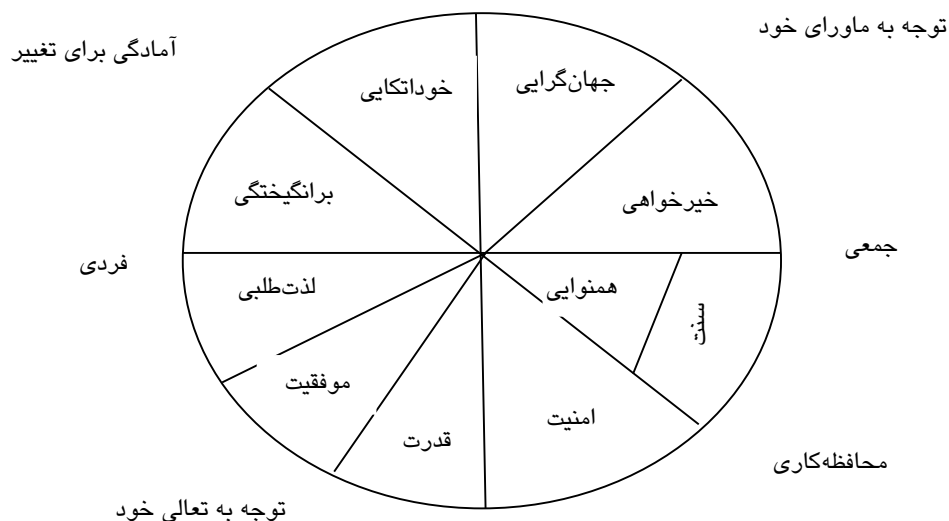 توجه به ماورای خود
آمادگی برای تغییر
جهان‌گرایی
خوداتکایی
خیرخواهی
برانگیختگی
جمعی
فردی
همنوایی
لذت‌طلبی
سنت
موفقیت
امنیت
قدرت
محافظه‌کاری
توجه به تعالی خود